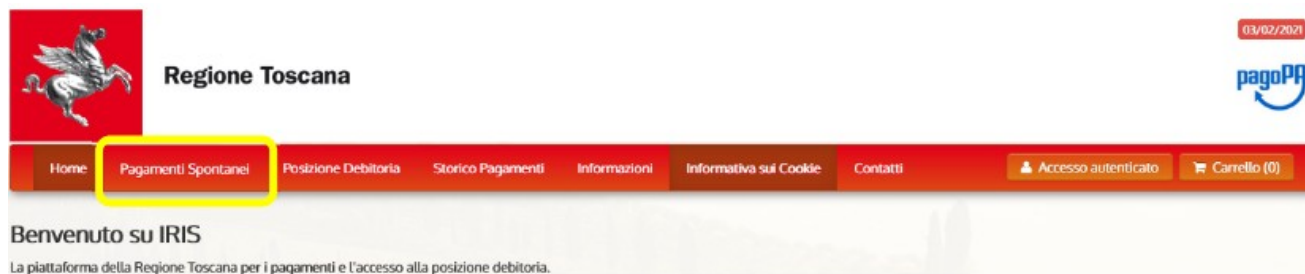 03/02/2021
Regione Toscana
pagoPA
Home Pagamenti Spontanei Posizione Debitoria Storico Pagamenti Informazioni Informativa sui Cookie Contatti Accesso autenticato Carrello (0)
Benvenuto su IRIS
La piattaforma della Regione Toscana per i pagamenti e l'accesso alla posizione debitoria.